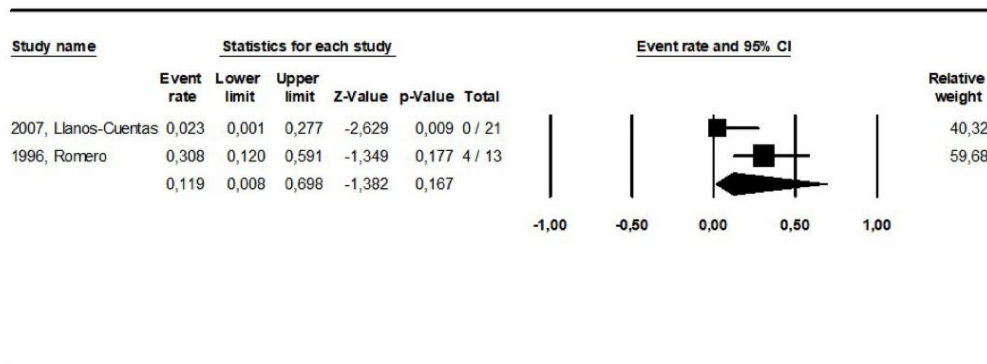 Study name Statistics for each study Event rate and 95% CI
Event rate Lower limit Upper limit Z-Value p-Value Total Relative weight
2007, Llanos-Cuentas 0,023 0,001 0,277 -2,629 0,009 0 / 21 40,32
1996, Romero 0,308 0,120 0,591 -1,349 0,177 4 / 13 59,68
0,119 0,008 0,698 -1,382 0,167
-1,00 -0,50 0,00 0,50 1,00